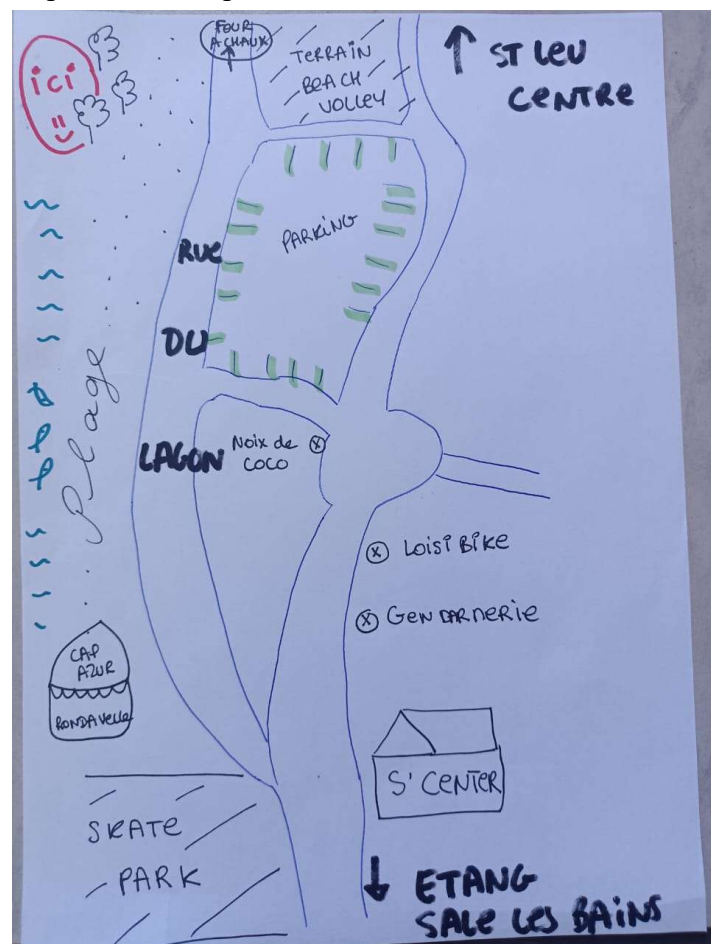 FOUR
A CHAUX
TERRAIN
BEACH
VOLLEY
ST LEU
CENTRE
ici
PARKING
RUE
DU
LAGON
Plage
Noix de
COCO
LOISI BIKE
GENDARMERIE
CAP
AZUR
RONDAVELLE
S' CENTER
SKATE
PARK
ETANG
SALE LES BAINS